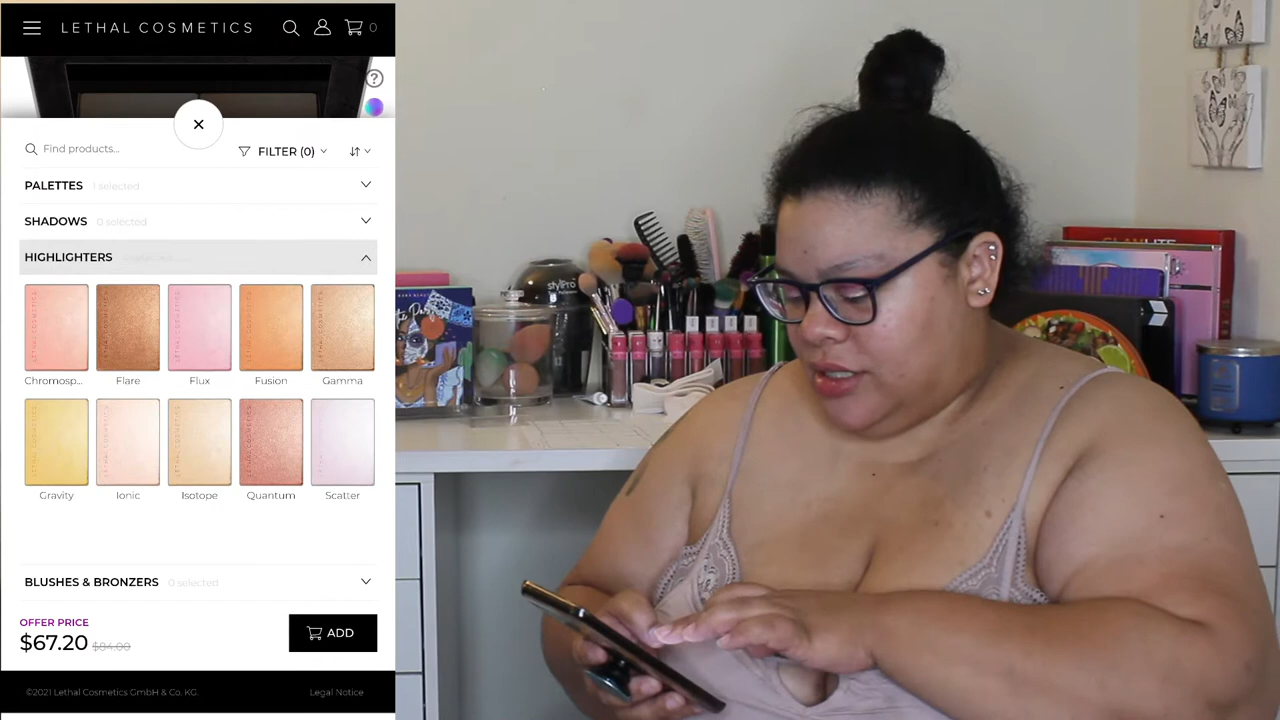 LETHAL COSMETICS
0
?
Find products...
FILTER (0)
PALETTES 1 selected
SHADOWS 0 selected
HIGHLIGHTERS
Chromosp... Flare Flux Fusion Gamma
Gravity Ionic Isotope Quantum Scatter
BLUSHES & BRONZERS 0 selected
OFFER PRICE
$67.20 $84.00
ADD
©2021 Lethal Cosmetics GmbH & Co. KG.
Legal Notice
stylPro